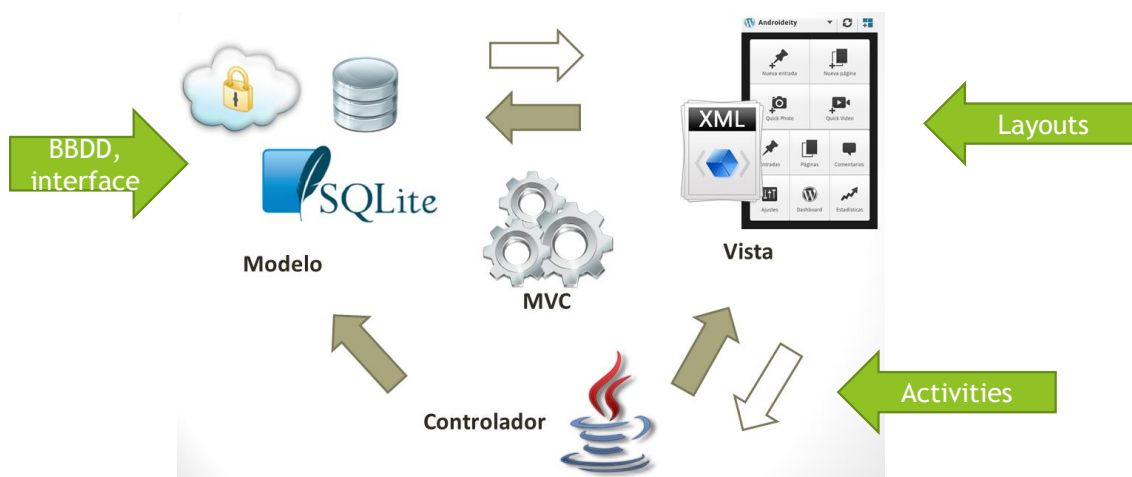 Androideity
Nueva entrada
Nueva página
Quick Photo
Quick Video
XML
Entradas
Páginas
Comentarios
Ajustes
Dashboard
Estadísticas
Layouts
BBDD,
interface
SQLite
Modelo
Vista
MVC
Activities
Controlador